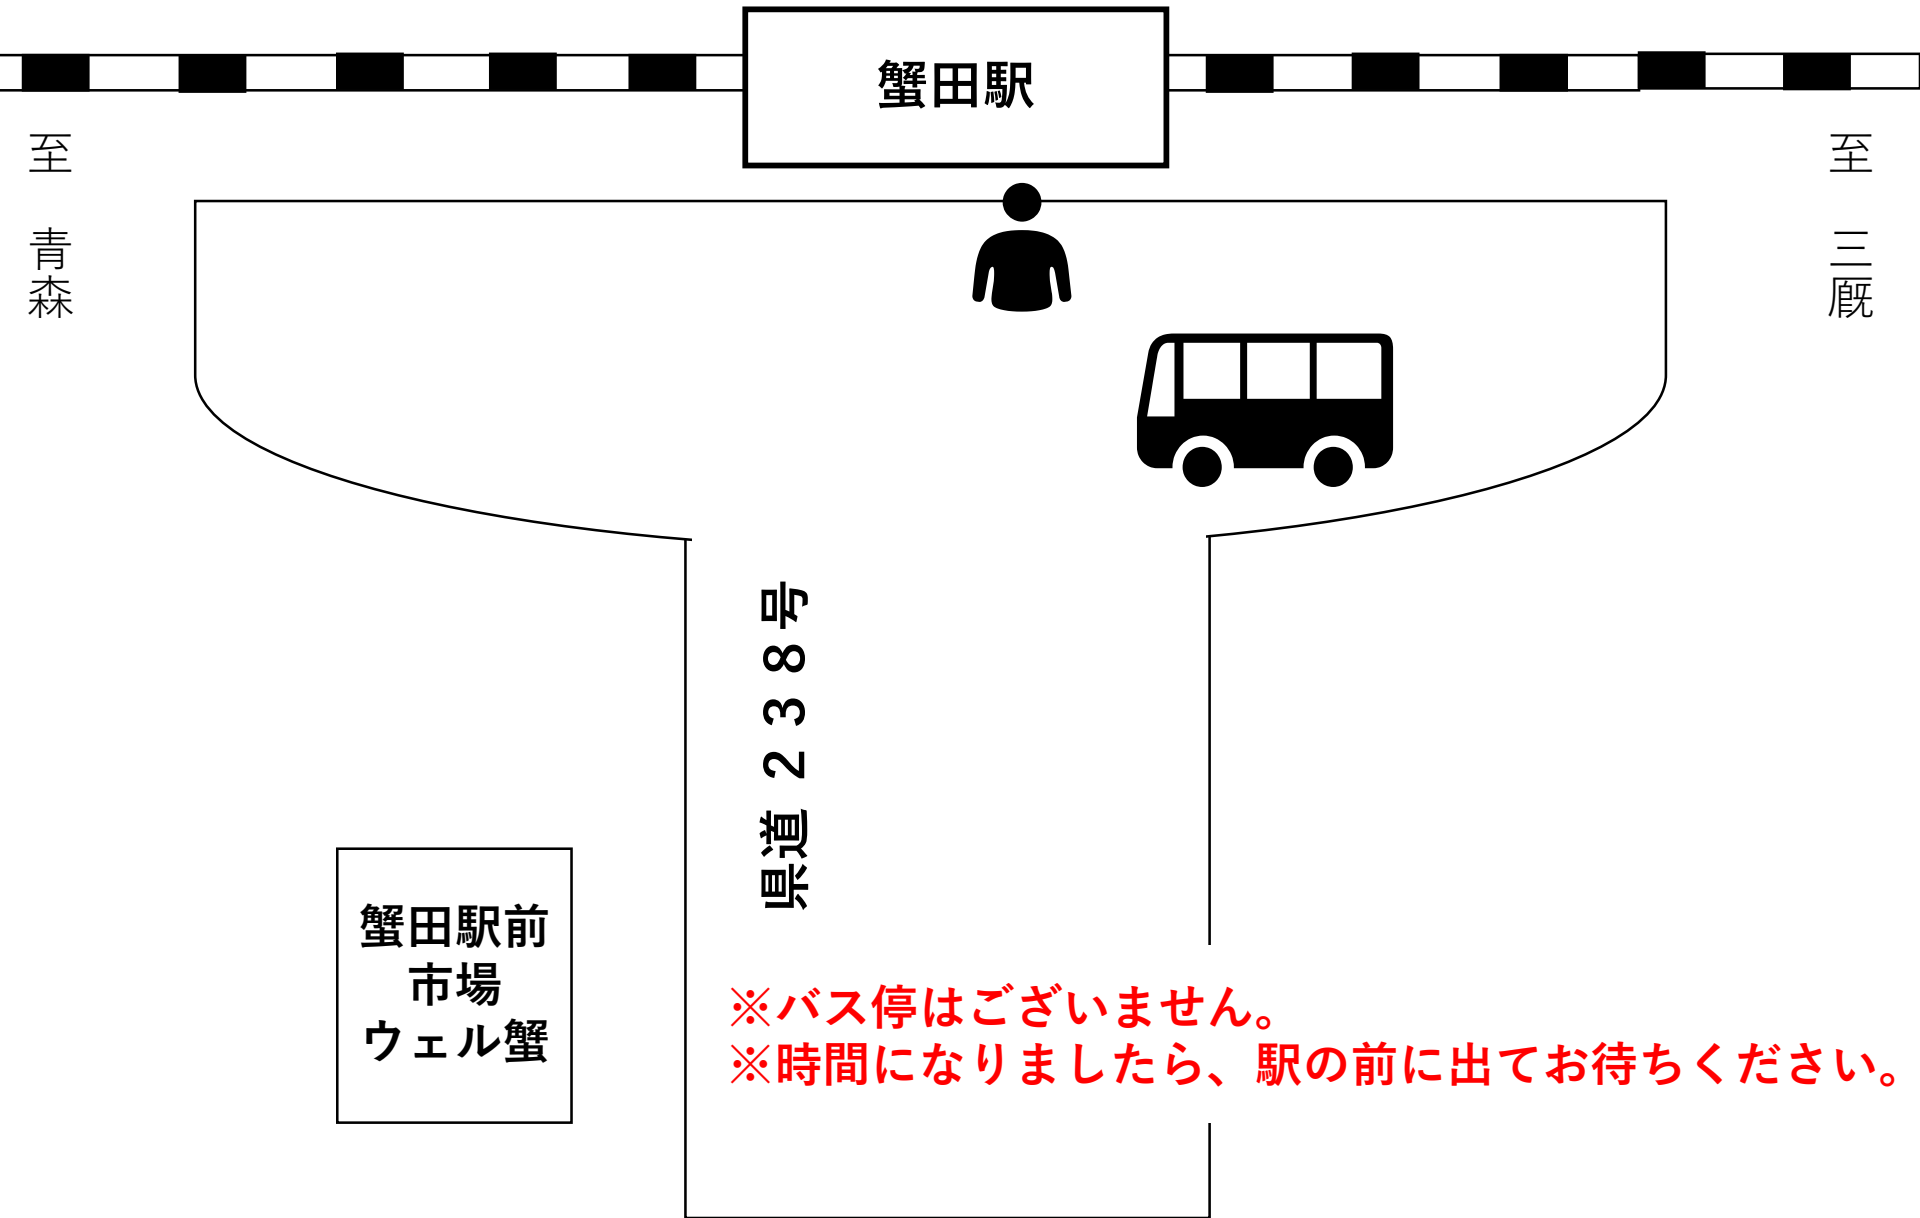 蟹田駅
至　青森
至　三厩
県道２３８号
蟹田駅前
市場
ウェル蟹
※バス停はございません。
※時間になりましたら、駅の前に出てお待ちください。